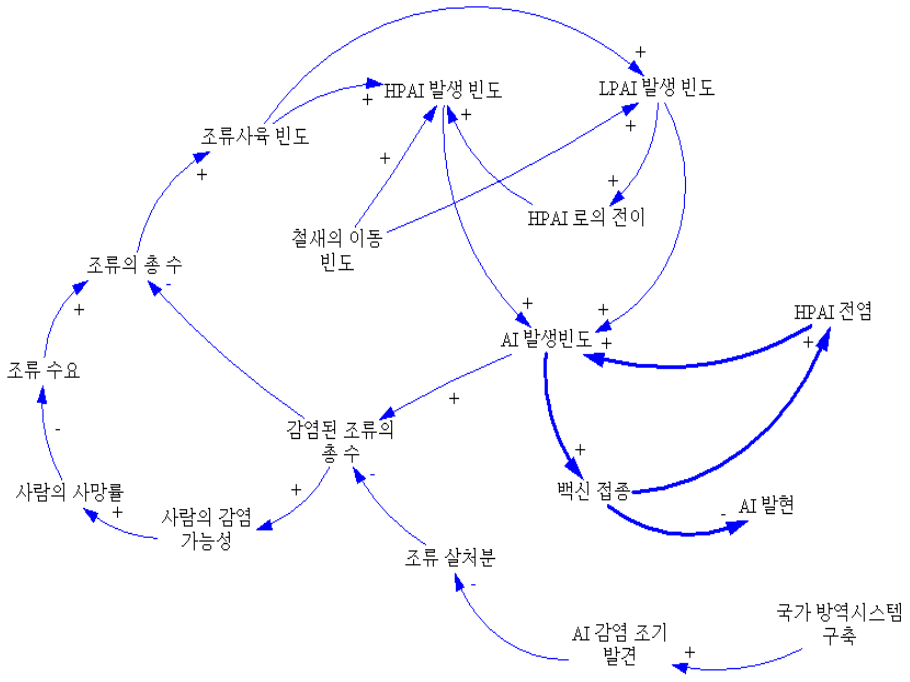 HPAI 발생 빈도
LPAI 발생 빈도
조류사육 빈도
HPAI 로의 전이
철새의 이동
빈도
조류의 총 수
HPAI 전염
AI 발생빈도
조류 수요
감염된 조류의
총 수
백신 접종
AI 발현
사람의 사망률
사람의 감염
가능성
조류 살처분
국가 방역시스템
구축
AI 감염 조기
발견
+
+
+
+
+
+
+
+
+
-
+
+
+
+
+
-
+
-
+
+
-
-
+